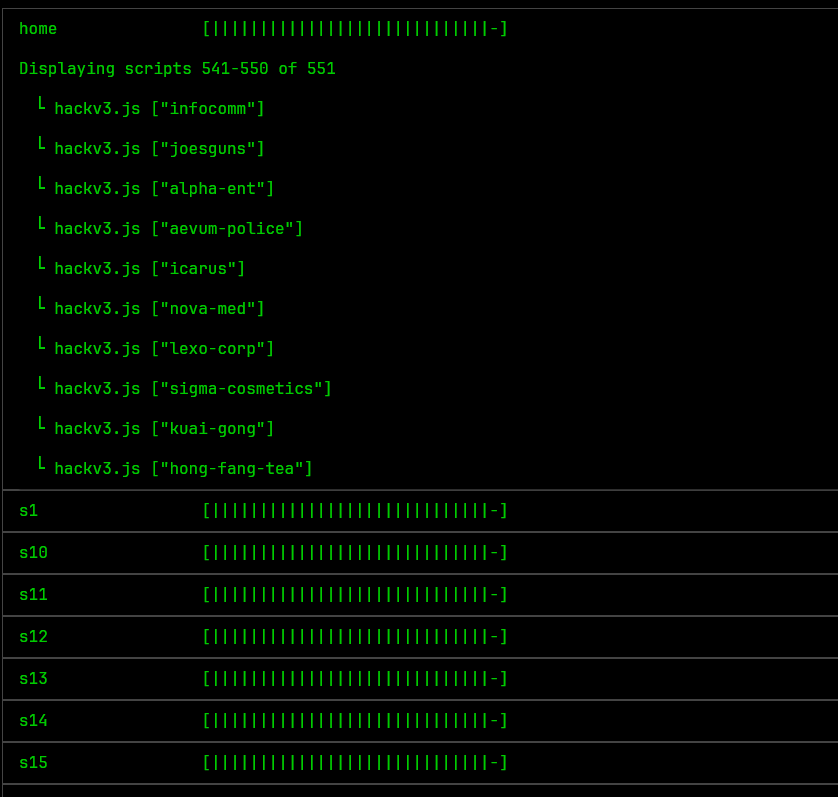 home [|||||||||||||||||||||||||||||-]
Displaying scripts 541-550 of 551
└ hackv3.js ["infocomm"]
└ hackv3.js ["joesguns"]
└ hackv3.js ["alpha-ent"]
└ hackv3.js ["aevum-police"]
└ hackv3.js ["icarus"]
└ hackv3.js ["nova-med"]
└ hackv3.js ["lexo-corp"]
└ hackv3.js ["sigma-cosmetics"]
└ hackv3.js ["kuai-gong"]
└ hackv3.js ["hong-fang-tea"]
s1 [|||||||||||||||||||||||||||||-]
s10 [|||||||||||||||||||||||||||||-]
s11 [|||||||||||||||||||||||||||||-]
s12 [|||||||||||||||||||||||||||||-]
s13 [|||||||||||||||||||||||||||||-]
s14 [|||||||||||||||||||||||||||||-]
s15 [|||||||||||||||||||||||||||||-]